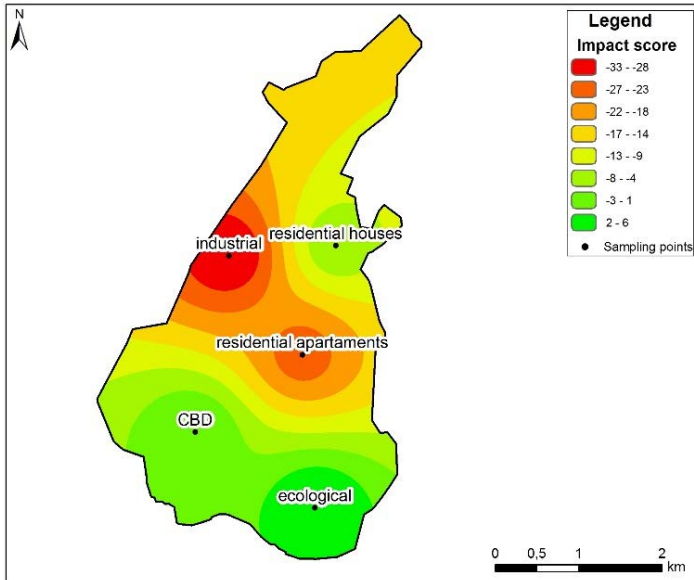 N
Legend
Impact score
-33 - -28
-27 - -23
-22 - -18
-17 - -14
-13 - -9
-8 - -4
-3 - 1
2 - 6
Sampling points
residential houses
industrial
residential apartaments
CBD
ecological
0 0,5 1 2
km